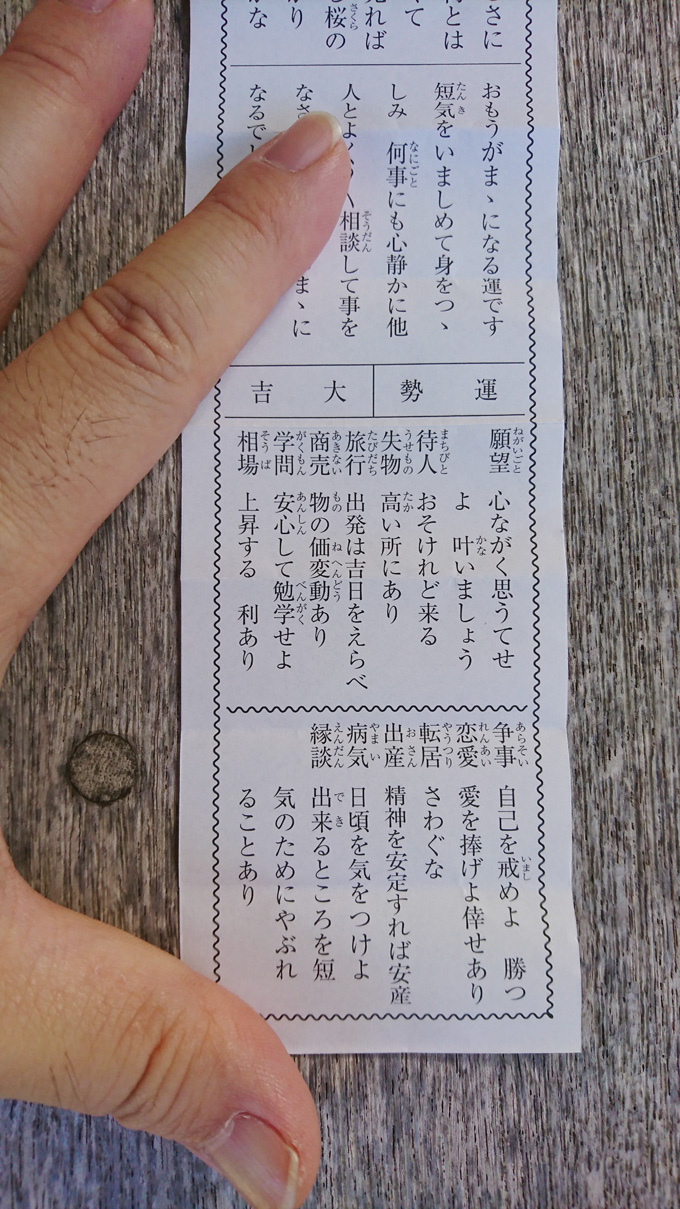 さに
とは
て
れば
桜の
り
な
おもうがまゝになる運です
短気をいましめて身をつゝ
しみ　何事にも心静かに他
人とよく　相談して事を
なさ　まゝに
なるで
運勢　大吉
願望　心ながく思うてせ
よ　叶いましょう
待人　おそけれど来る
失物　高い所にあり
旅行　出発は吉日をえらべ
商売　物の価変動あり
学問　安心して勉学せよ
相場　上昇する　利あり
争事　自己を戒めよ　勝つ
恋愛　愛を捧げよ倖せあり
転居　さわぐな
出産　精神を安定すれば安産
病気　日頃を気をつけよ
縁談　出来るところを短
気のためにやぶれ
ることあり